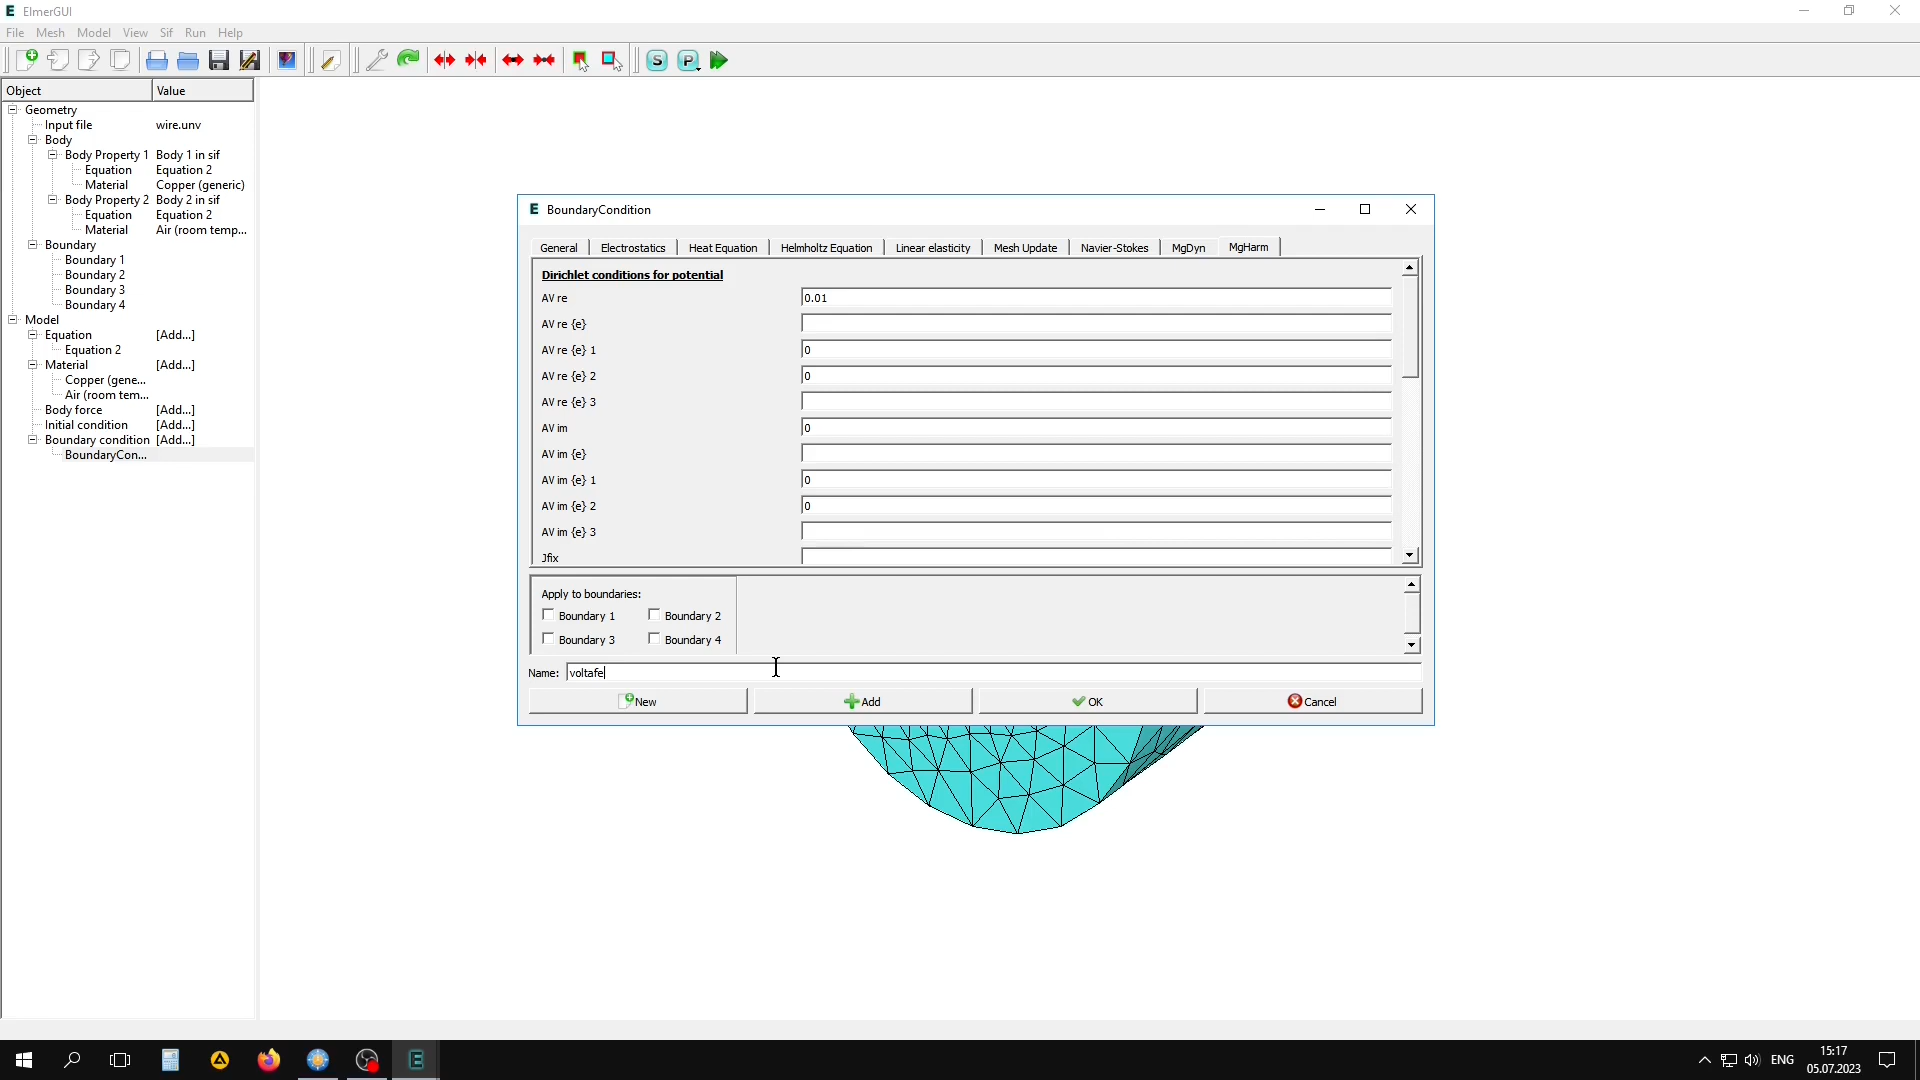 ElmerGUI
File Mesh Model View Sif Run Help
S P
Object Value
Geometry
Input file wire.unv
Body
Body Property 1 Body 1 in sif
Equation Equation 2
Material Copper (generic)
Body Property 2 Body 2 in sif
Equation Equation 2
Material Air (room temp...
Boundary
Boundary 1
Boundary 2
Boundary 3
Boundary 4
Model
Equation [Add...]
Equation 2
Material [Add...]
Copper (gene...
Air (room tem...
Body force [Add...]
Initial condition [Add...]
Boundary condition [Add...]
BoundaryCon...
BoundaryCondition
General Electrostatics Heat Equation Helmholtz Equation Linear elasticity Mesh Update Navier-Stokes MgDyn MgHarm
Dirichlet conditions for potential
AV re 0.01
AV re {e}
AV re {e} 1 0
AV re {e} 2 0
AV re {e} 3
AV im 0
AV im {e}
AV im {e} 1 0
AV im {e} 2 0
AV im {e} 3
Jfix
Apply to boundaries:
Boundary 1 Boundary 2
Boundary 3 Boundary 4
Name: voltafe
New Add OK Cancel
ENG
15:17
05.07.2023